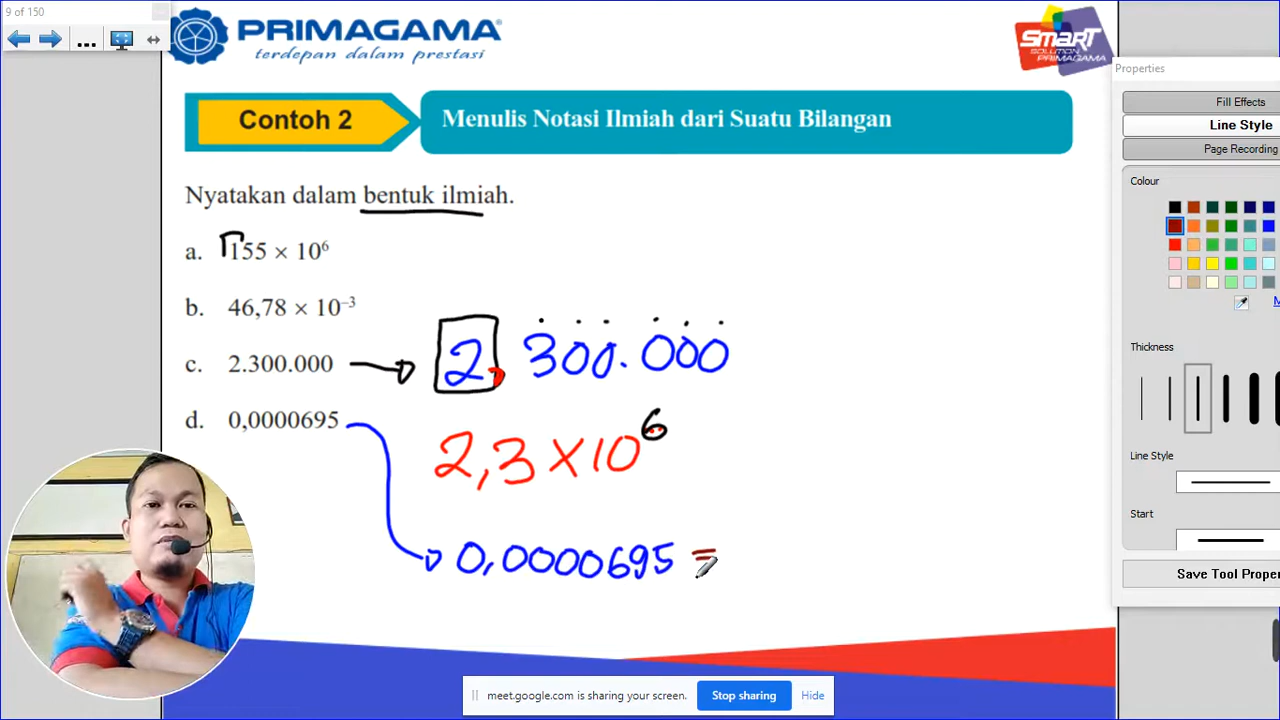 9 of 150
PRIMAGAMA
terdepan dalam prestasi
SMART
SOLUTION
PRIMAGAMA
Properties
Fill Effects
Line Style
Page Recording
Contoh 2
Menulis Notasi Ilmiah dari Suatu Bilangan
Nyatakan dalam bentuk ilmiah.
a. 155 × 10⁶
b. 46,78 × 10⁻³
c. 2.300.000
2,300.000
d. 0,0000695
2,3 × 10⁶
0,0000695 =
Colour
Thickness
Line Style
Start
Save Tool Proper
meet.google.com is sharing your screen.
Stop sharing
Hide